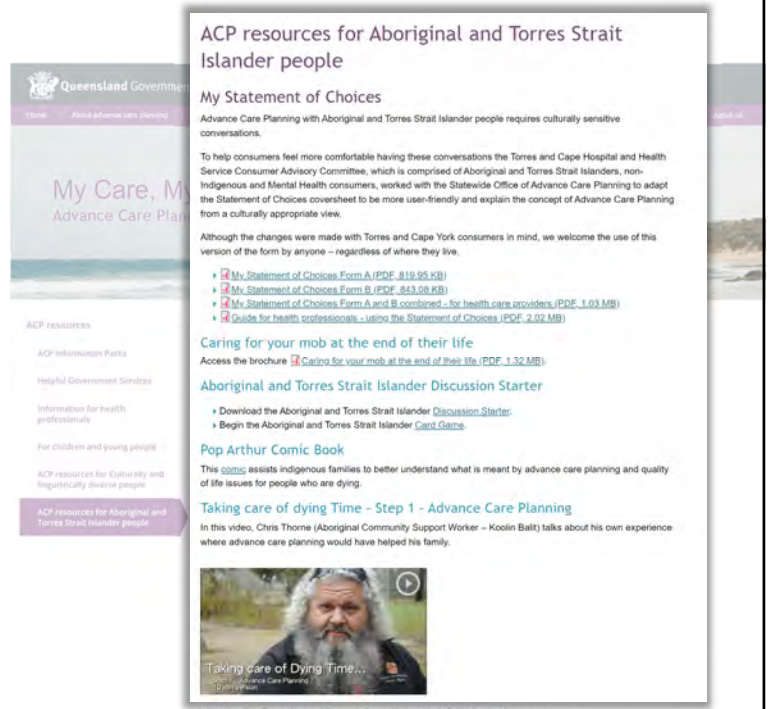 ACP resources for Aboriginal and Torres Strait
Islander people
My Statement of Choices
Advance Care Planning with Aboriginal and Torres Strait Islander people requires culturally sensitive
conversations.
To help consumers feel more comfortable having these conversations the Torres and Cape Hospital and Health
Service Consumer Advisory Committee, which is comprised of Aboriginal and Torres Strait Islanders, non-
Indigenous and Mental Health consumers, worked with the Statewide Office of Advance Care Planning to adapt
the Statement of Choices coversheet to be more user-friendly and explain the concept of Advance Care Planning
from a culturally appropriate view.
Although the changes were made with Torres and Cape York consumers in mind, we welcome the use of this
version of the form by anyone – regardless of where they live.
My Statement of Choices Form A (PDF, 819.95 KB)
My Statement of Choices Form B (PDF, 843.08 KB)
My Statement of Choices Form A and B combined - for health care providers (PDF, 1.03 MB)
Guide for health professionals - using the Statement of Choices (PDF, 2.02 MB)
Caring for your mob at the end of their life
Access the brochure Caring for your mob at the end of their life (PDF, 1.32 MB).
Aboriginal and Torres Strait Islander Discussion Starter
Download the Aboriginal and Torres Strait Islander Discussion Starter.
Begin the Aboriginal and Torres Strait Islander Card Game.
Pop Arthur Comic Book
This comic assists indigenous families to better understand what is meant by advance care planning and quality
of life issues for people who are dying.
Taking care of dying Time – Step 1 - Advance Care Planning
In this video, Chris Thorne (Aboriginal Community Support Worker – Koolin Balit) talks about his own experience
where advance care planning would have helped his family.
Taking care of Dying Time...
Queensland Governme
Home About advance care planning
My Care, My
Advance Care Plan
ACP resources
ACP Information Packs
Helpful Government Services
Information for health
professionals
For children and young people
ACP resources for Culturally and
linguistically diverse people
ACP resources for Aboriginal and
Torres Strait Islander people